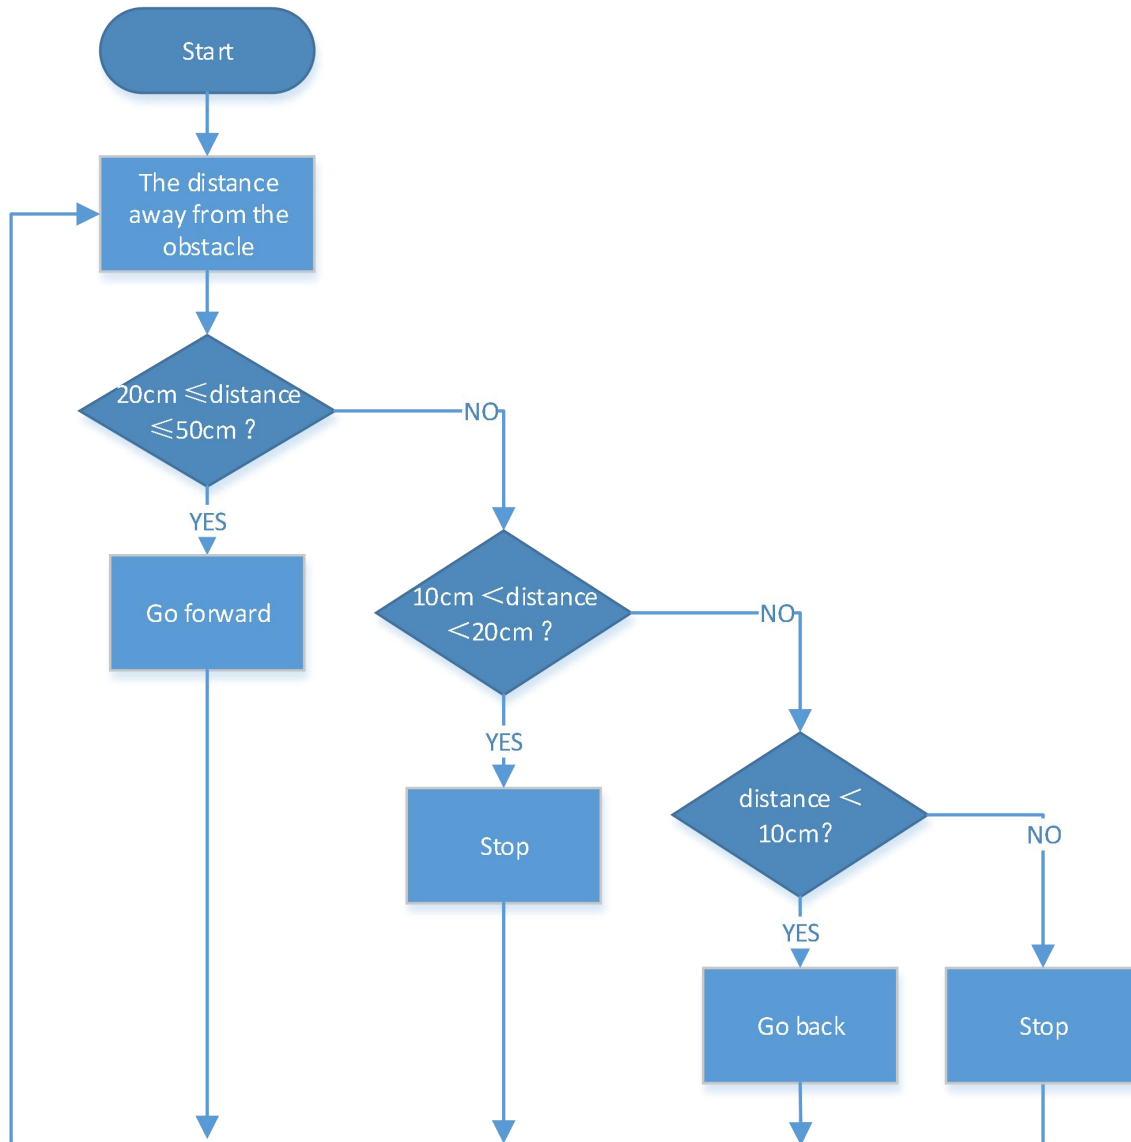 Start
The distance
away from the
obstacle
20cm ≤distance
≤50cm ?
NO
YES
Go forward
10cm <distance
<20cm ?
NO
YES
Stop
distance <
10cm?
NO
YES
Go back
Stop